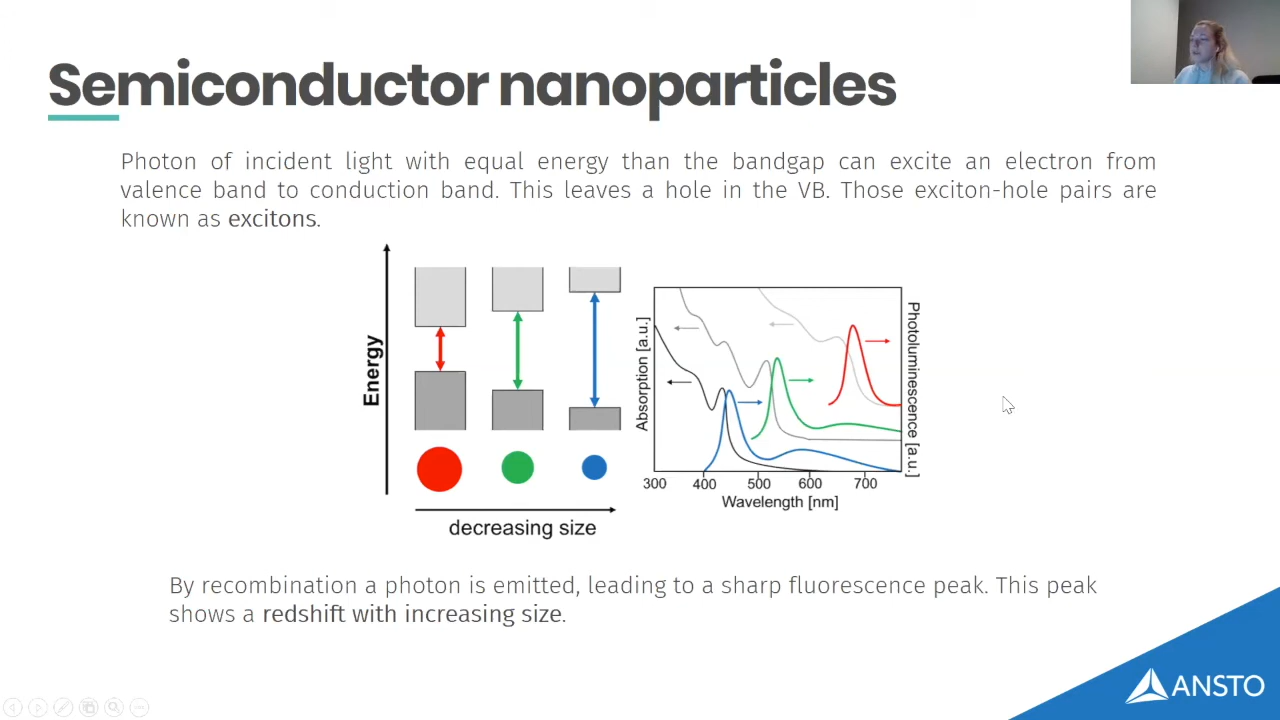 Semiconductor nanoparticles
Photon of incident light with equal energy than the bandgap can excite an electron from
valence band to conduction band. This leaves a hole in the VB. Those exciton-hole pairs are
known as excitons.
Energy
decreasing size
Absorption [a.u.]
Photoluminescence [a.u.]
300 400 500 600 700
Wavelength [nm]
By recombination a photon is emitted, leading to a sharp fluorescence peak. This peak
shows a redshift with increasing size.
ANSTO